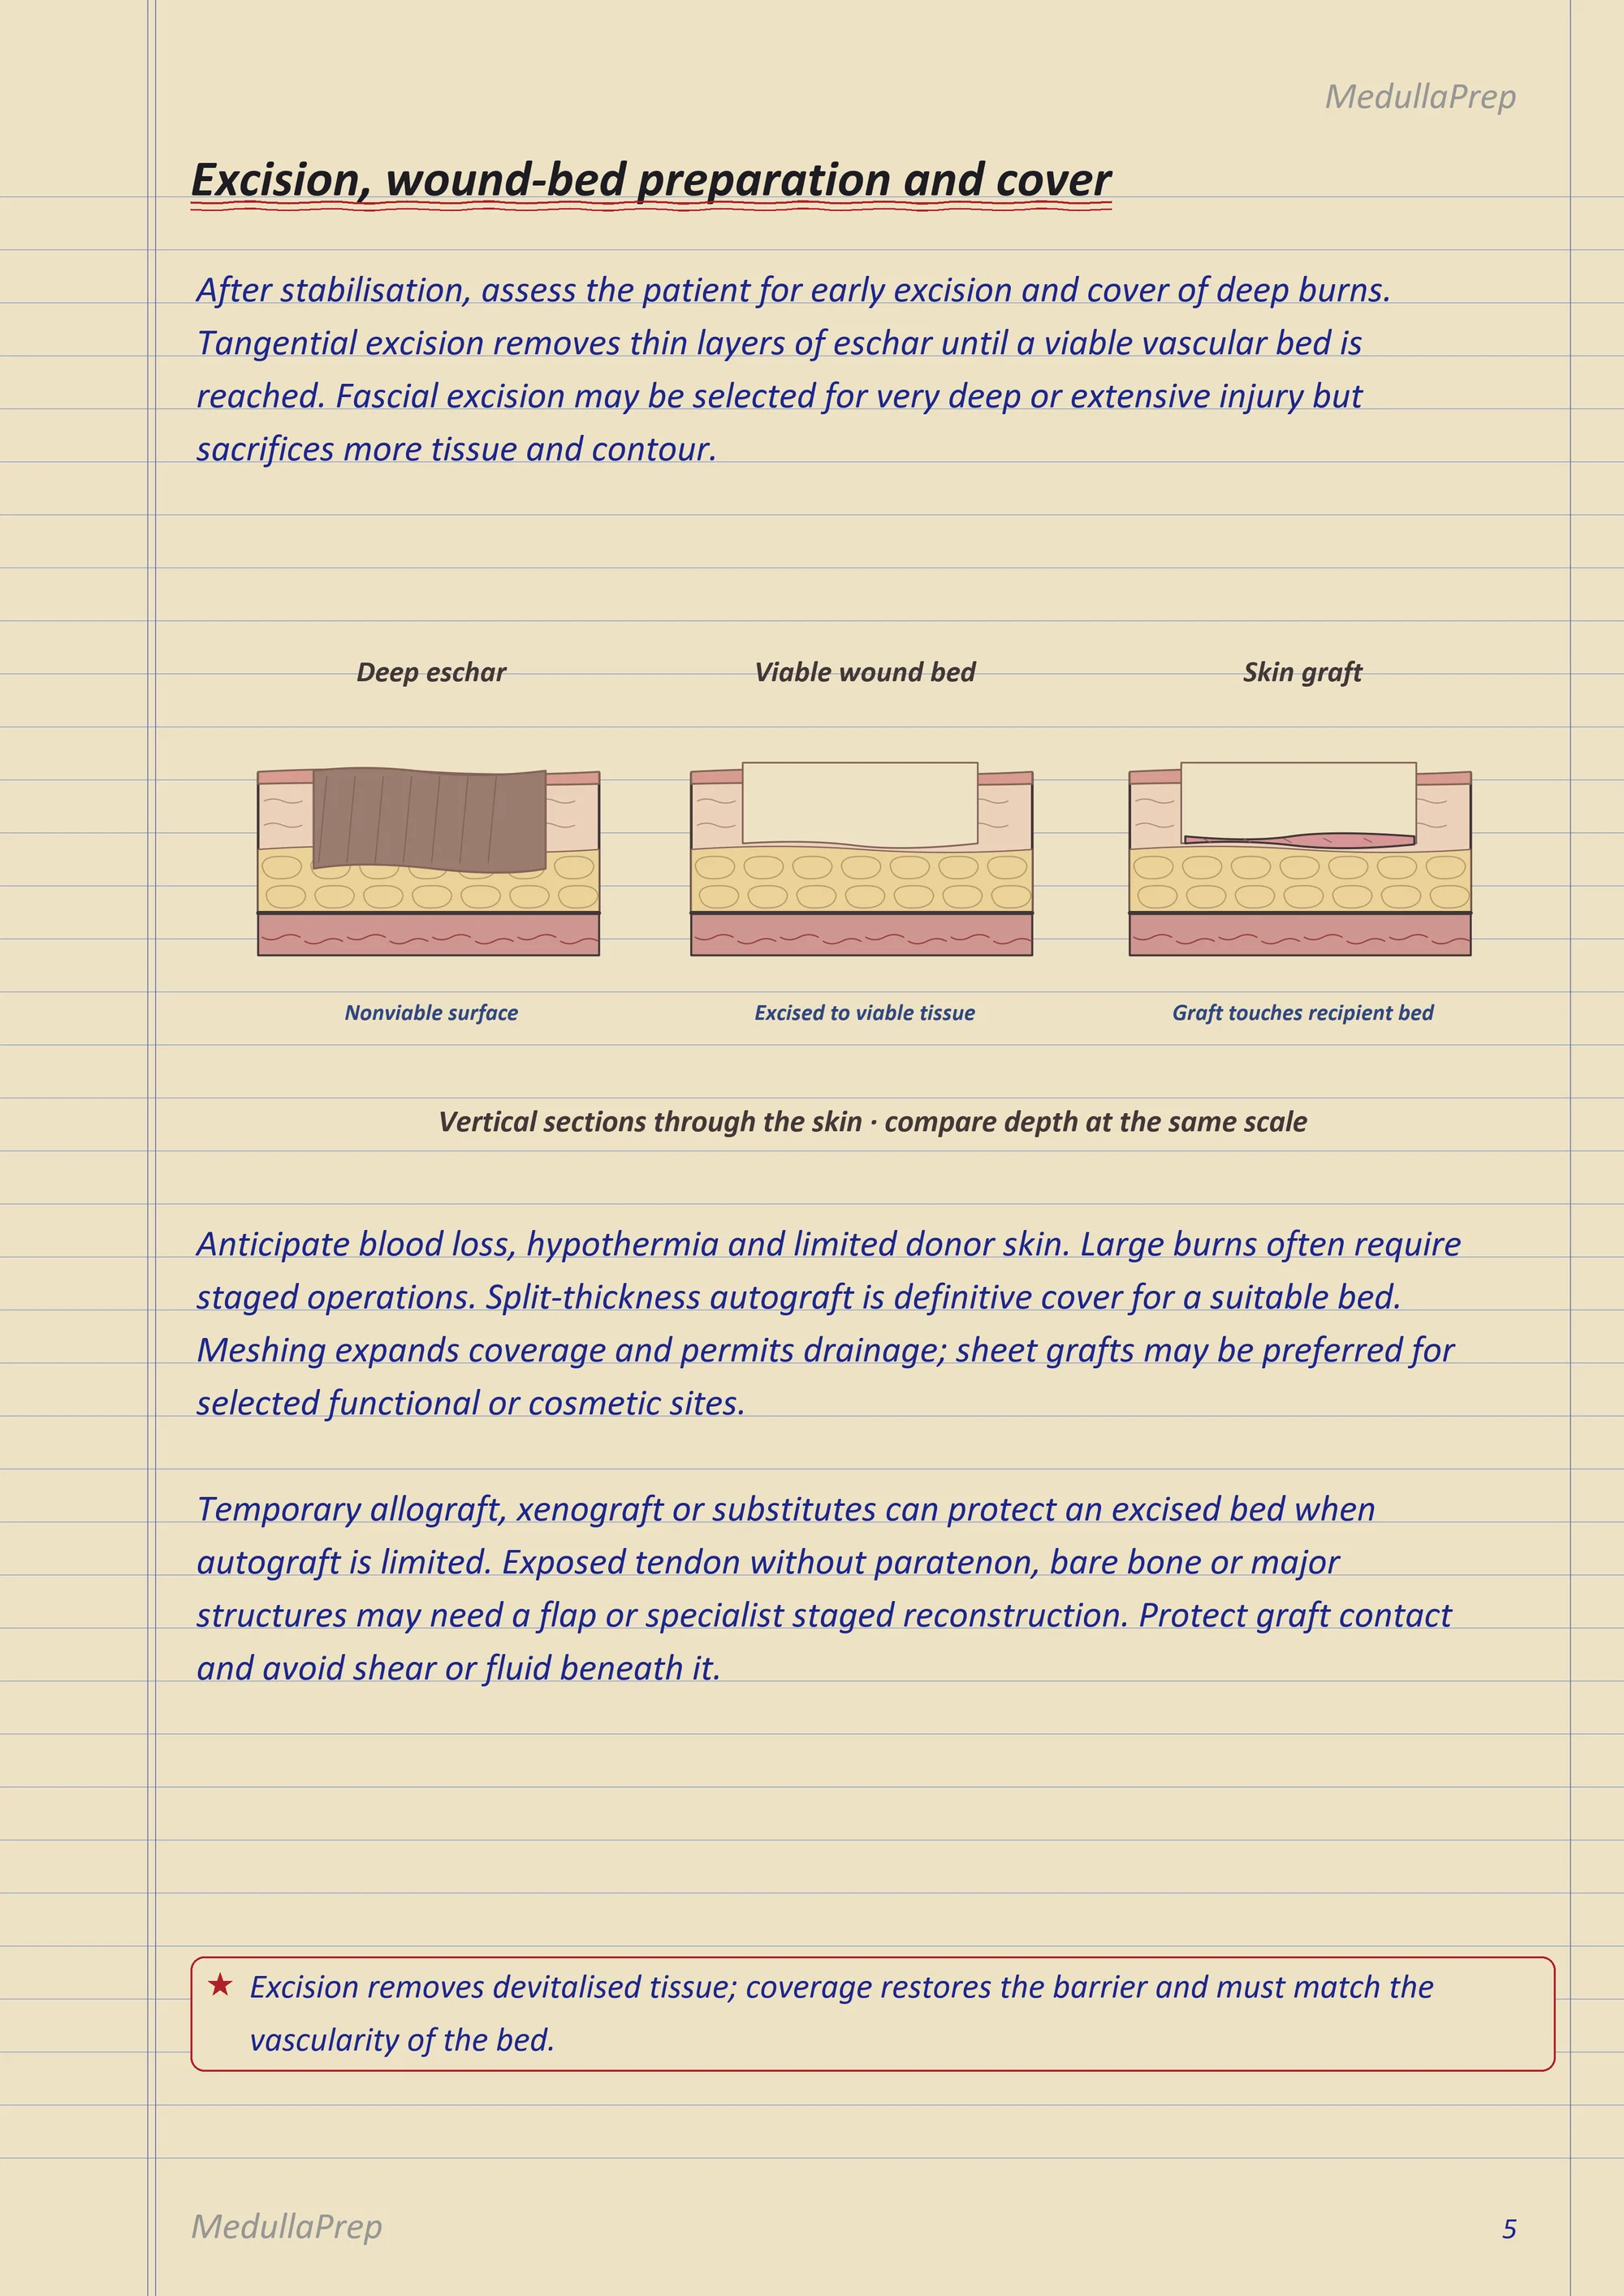 MedullaPrep
Excision, wound-bed preparation and cover
After stabilisation, assess the patient for early excision and cover of deep burns.
Tangential excision removes thin layers of eschar until a viable vascular bed is
reached. Fascial excision may be selected for very deep or extensive injury but
sacrifices more tissue and contour.
Deep eschar
Viable wound bed
Skin graft
Nonviable surface
Excised to viable tissue
Graft touches recipient bed
Vertical sections through the skin · compare depth at the same scale
Anticipate blood loss, hypothermia and limited donor skin. Large burns often require
staged operations. Split-thickness autograft is definitive cover for a suitable bed.
Meshing expands coverage and permits drainage; sheet grafts may be preferred for
selected functional or cosmetic sites.
Temporary allograft, xenograft or substitutes can protect an excised bed when
autograft is limited. Exposed tendon without paratenon, bare bone or major
structures may need a flap or specialist staged reconstruction. Protect graft contact
and avoid shear or fluid beneath it.
★ Excision removes devitalised tissue; coverage restores the barrier and must match the
vascularity of the bed.
MedullaPrep
5